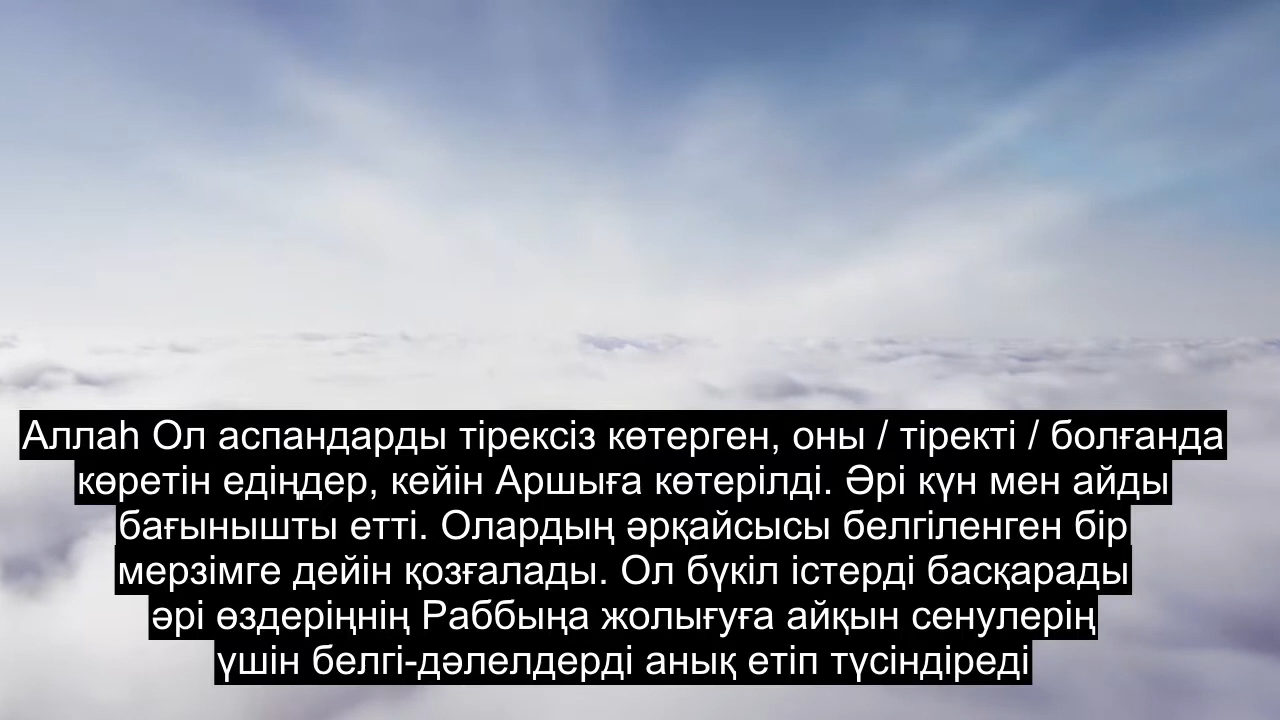 Аллаһ Ол аспандарды тірексіз көтерген, оны / тіректі / болғанда
көретін едіңдер, кейін Аршыға көтерілді. Әрі күн мен айды
бағынышты етті. Олардың әрқайсысы белгіленген бір
мерзімге дейін қозғалады. Ол бүкіл істерді басқарады
әрі өздеріңнің Раббыңа жолығуға айқын сенулерің
үшін белгі-дәлелдерді анық етіп түсіндіреді